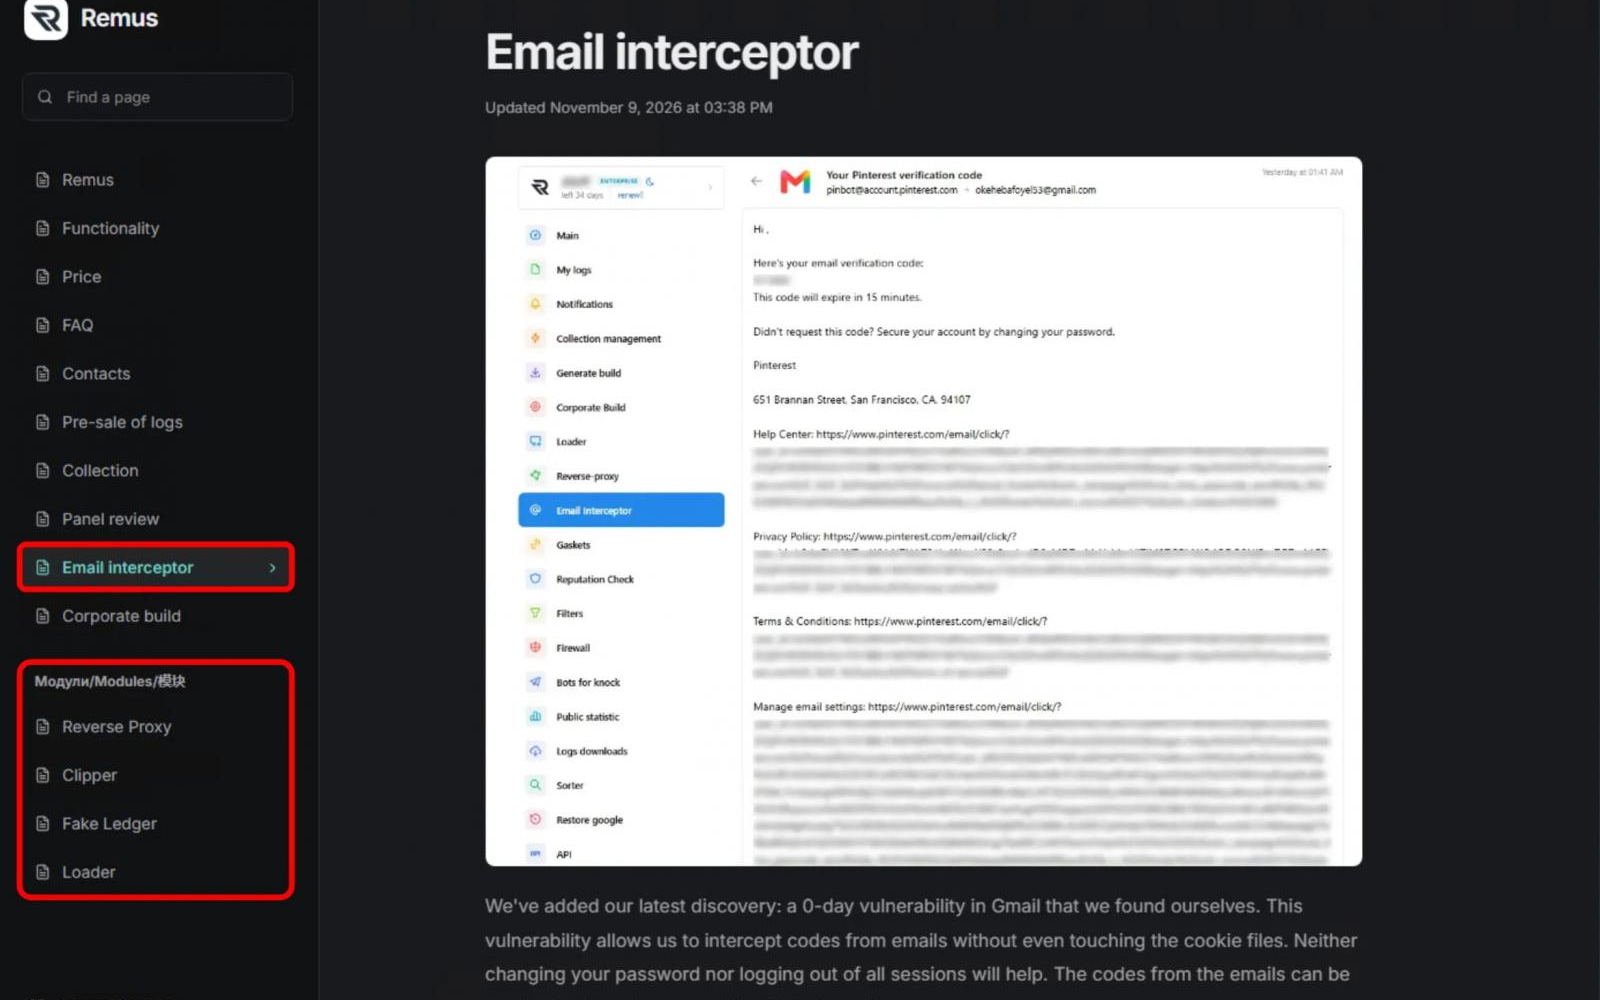 Remus
Find a page
Remus
Functionality
Price
FAQ
Contacts
Pre-sale of logs
Collection
Panel review
Email interceptor
Corporate build
Модули/Modules/模块
Reverse Proxy
Clipper
Fake Ledger
Loader
Email interceptor
Updated November 9, 2026 at 03:38 PM
ENTERPRISE
left 34 days renew!
Main
My logs
Notifications
Collection management
Generate build
Corporate Build
Loader
Reverse-proxy
Email Interceptor
Gaskets
Reputation Check
Filters
Firewall
Bots for knock
Public statistic
Logs downloads
Sorter
Restore google
API
Your Pinterest verification code
pinbot@account.pinterest.com → okehebafoyel53@gmail.com
Yesterday at 01:41 AM
Hi ,
Here's your email verification code:
This code will expire in 15 minutes.
Didn't request this code? Secure your account by changing your password.
Pinterest
651 Brannan Street, San Francisco, CA, 94107
Help Center: https://www.pinterest.com/email/click/?
Privacy Policy: https://www.pinterest.com/email/click/?
Terms & Conditions: https://www.pinterest.com/email/click/?
Manage email settings: https://www.pinterest.com/email/click/?
We've added our latest discovery: a 0-day vulnerability in Gmail that we found ourselves. This
vulnerability allows us to intercept codes from emails without even touching the cookie files. Neither
changing your password nor logging out of all sessions will help. The codes from the emails can be